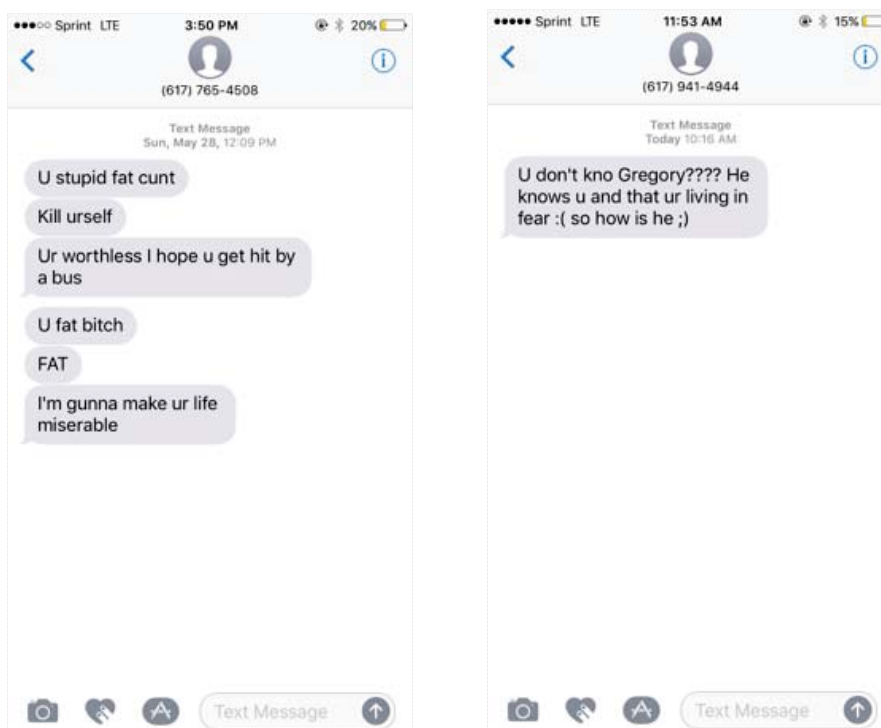 Sprint LTE 3:50 PM 20%
(617) 765-4508
Text Message
Sun, May 28, 12:09 PM
U stupid fat cunt
Kill urself
Ur worthless I hope u get hit by
a bus
U fat bitch
FAT
I'm gunna make ur life
miserable
Text Message
Sprint LTE 11:53 AM 15%
(617) 941-4944
Text Message
Today 10:16 AM
U don't kno Gregory???? He
knows u and that ur living in
fear :( so how is he ;)
Text Message